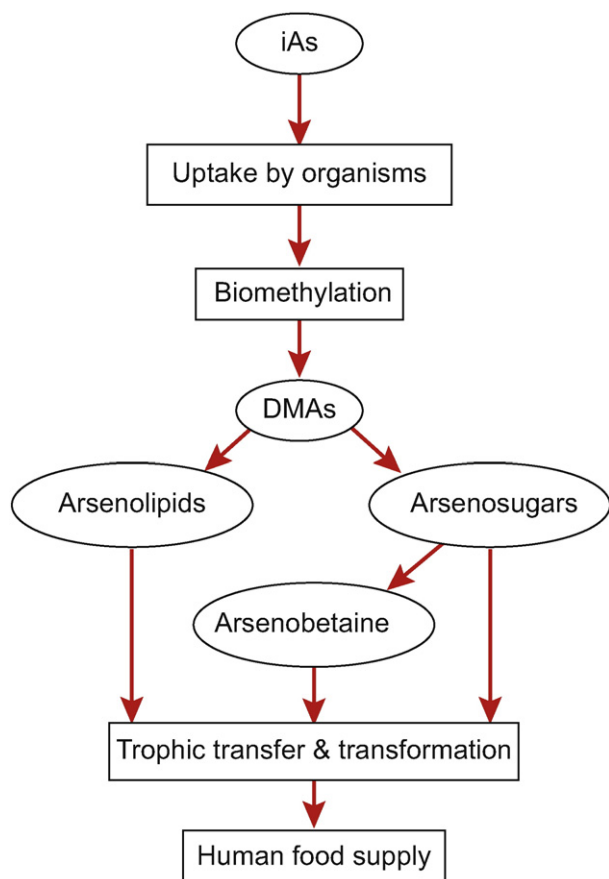 iAs
Uptake by organisms
Biomethylation
DMAs
Arsenolipids
Arsenosugars
Arsenobetaine
Trophic transfer & transformation
Human food supply